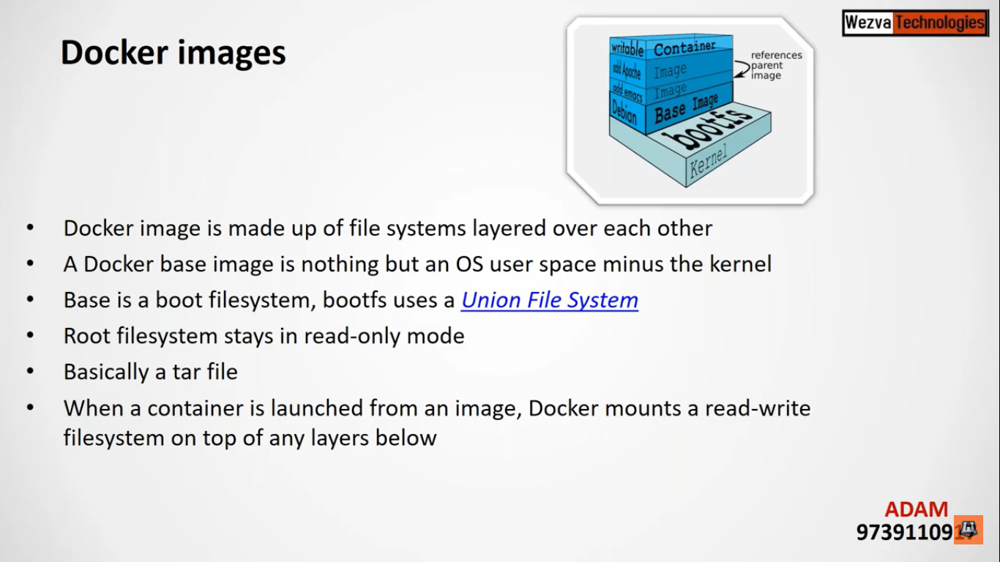 Docker images
Wezva Technologies
writable Container
add Apache Image
add emacs Image
Debian Base Image
bootfs
Kernel
references
parent
image
• Docker image is made up of file systems layered over each other
• A Docker base image is nothing but an OS user space minus the kernel
• Base is a boot filesystem, bootfs uses a Union File System
• Root filesystem stays in read-only mode
• Basically a tar file
• When a container is launched from an image, Docker mounts a read-write
filesystem on top of any layers below
ADAM